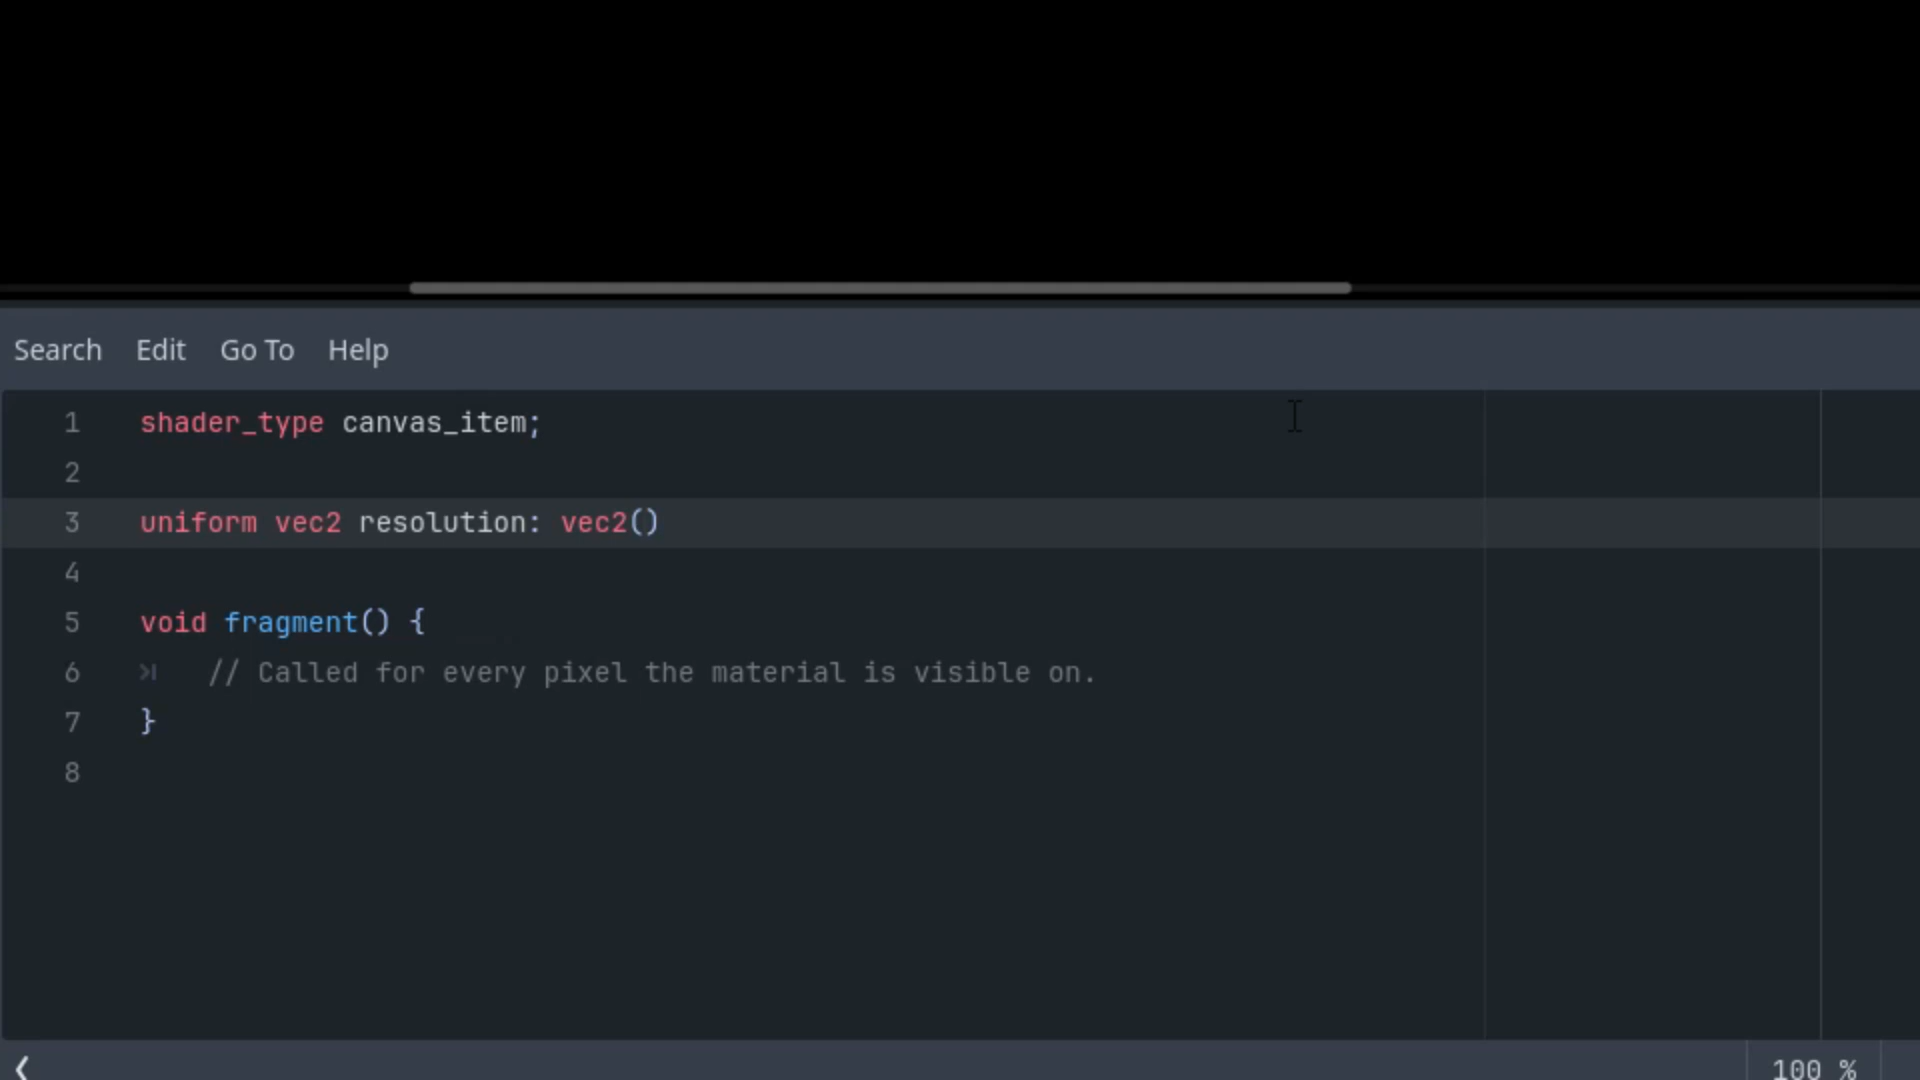 Search Edit Go To Help
1 shader_type canvas_item;
2
3 uniform vec2 resolution: vec2()
4
5 void fragment() {
6 // Called for every pixel the material is visible on.
7 }
8
100 %